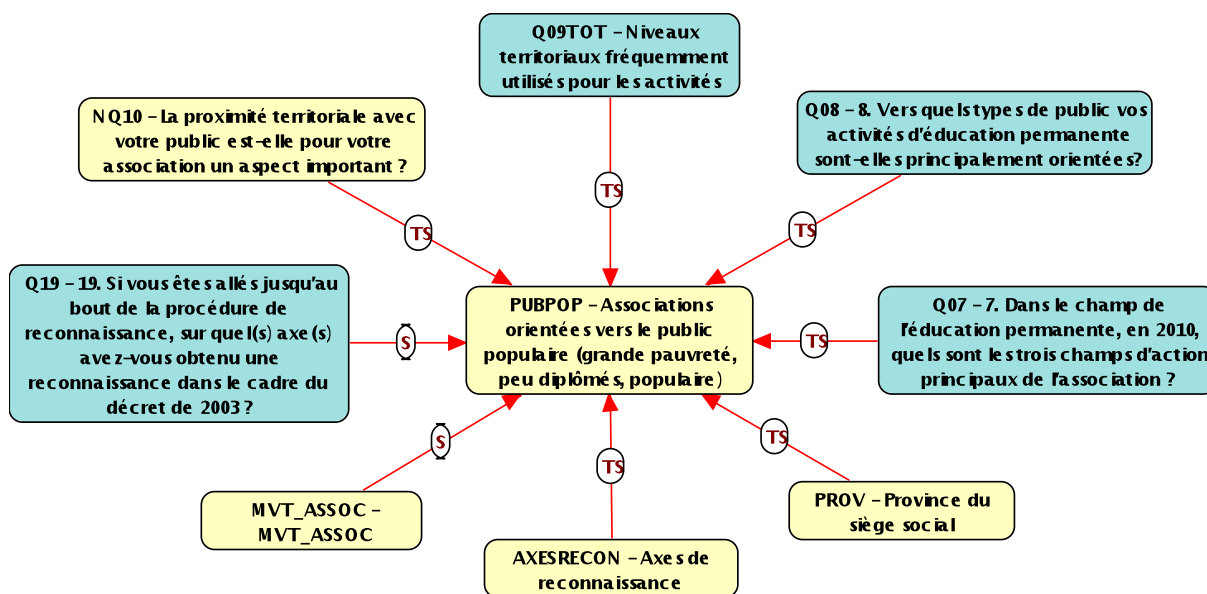 Q09TOT – Niveaux
territoriaux fréquemment
utilisés pour les activités
NQ10 – La proximité territoriale avec
votre public est-elle pour votre
association un aspect important ?
Q08 – 8. Vers quels types de public vos
activités d'éducation permanente
sont-elles principalement orientées?
TS
TS
TS
Q19 – 19. Si vous êtes allés jusqu'au
bout de la procédure de
reconnaissance, sur quel(s) axe(s)
avez-vous obtenu une
reconnaissance dans le cadre du
décret de 2003 ?
S
PUBPOP – Associations
orientées vers le public
populaire (grande pauvreté,
peu diplômés, populaire)
TS
Q07 – 7. Dans le champ de
l'éducation permanente, en 2010,
quels sont les trois champs d'action
principaux de l'association ?
S
TS
TS
MVT_ASSOC –
MVT_ASSOC
AXESRECON – Axes de
reconnaissance
PROV – Province du
siège social